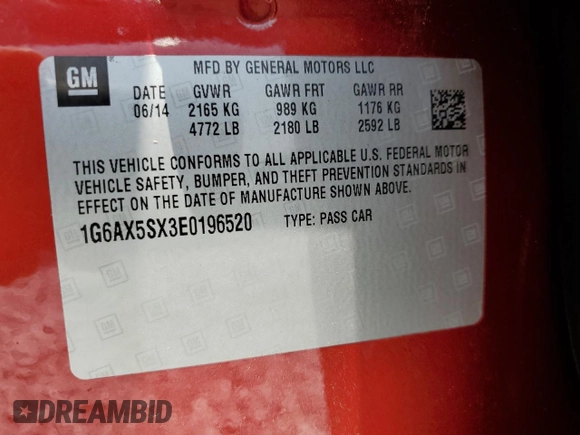 GM
MFD BY GENERAL MOTORS LLC
DATE GVWR GAWR FRT GAWR RR
06/14 2165 KG 989 KG 1176 KG
4772 LB 2180 LB 2592 LB
THIS VEHICLE CONFORMS TO ALL APPLICABLE U.S. FEDERAL MOTOR
VEHICLE SAFETY, BUMPER, AND THEFT PREVENTION STANDARDS IN
EFFECT ON THE DATE OF MANUFACTURE SHOWN ABOVE.
1G6AX5SX3E0196520 TYPE: PASS CAR
DREAMBID